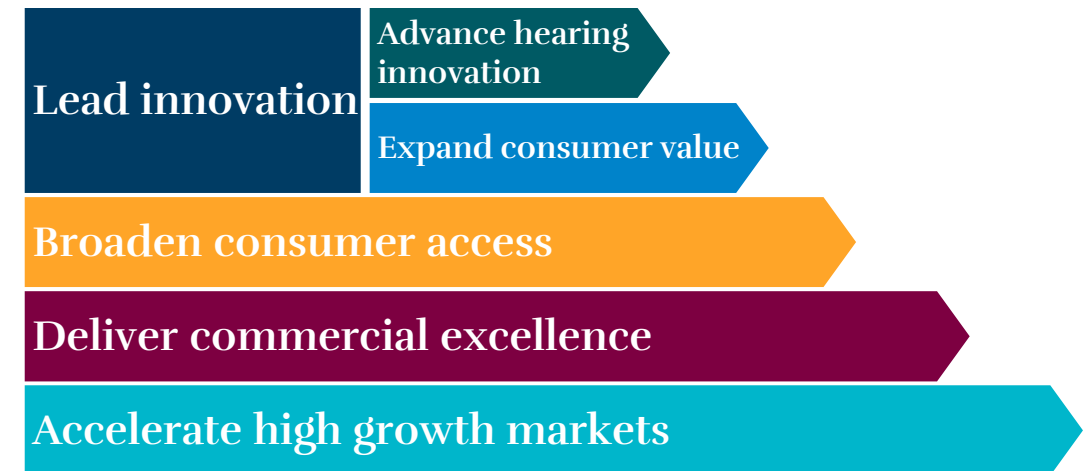 Lead innovation
Advance hearing
innovation
Expand consumer value
Broaden consumer access
Deliver commercial excellence
Accelerate high growth markets